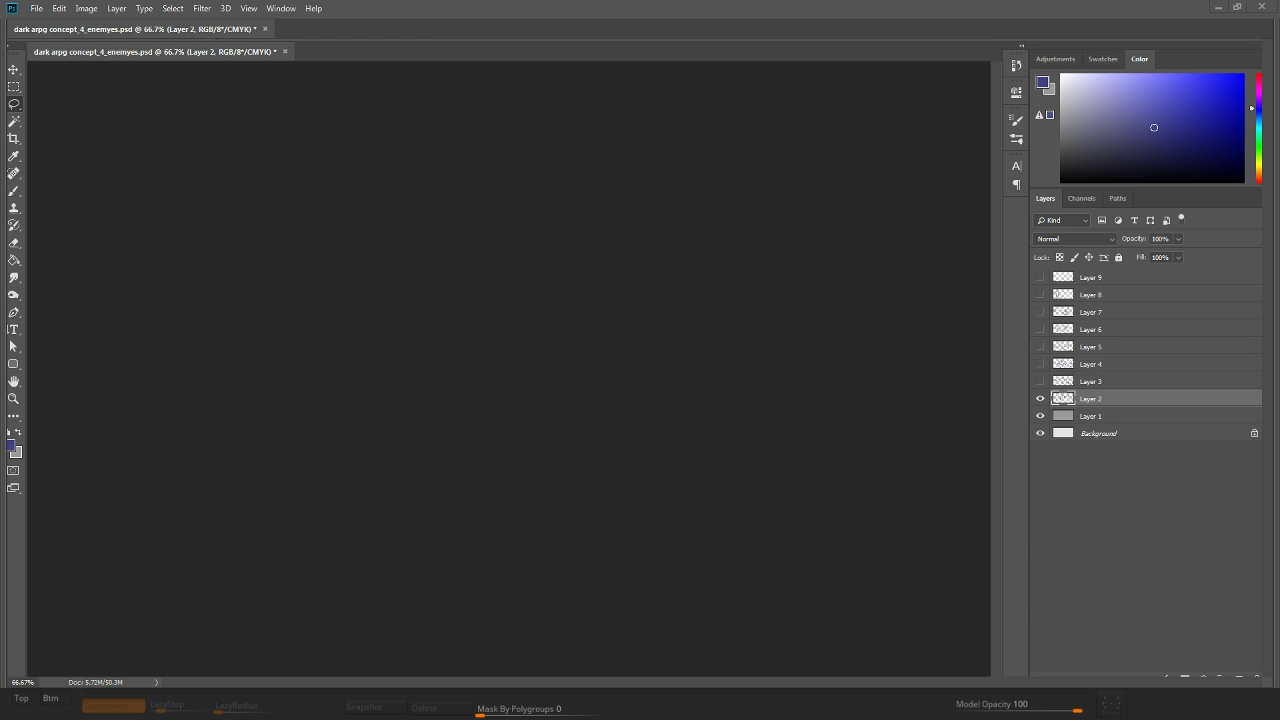 Ps File Edit Image Layer Type Select Filter 3D View Window Help
dark arpg concept_4_enemyes.psd @ 66.7% (Layer 2, RGB/8*/CMYK) * ×
dark arpg concept_4_enemyes.psd @ 66.7% (Layer 2, RGB/8*/CMYK) * ×
Adjustments Swatches Color
Layers Channels Paths
Kind
Normal Opacity: 100%
Lock: Fill: 100%
Layer 9
Layer 8
Layer 7
Layer 6
Layer 5
Layer 4
Layer 3
Layer 2
Layer 1
Background
66.67% Doc: 5.72M/50.3M
Top Btm LazyMouse LazyStep LazyRadius Snapshot Delete Mask By Polygroups 0 Model Opacity 100